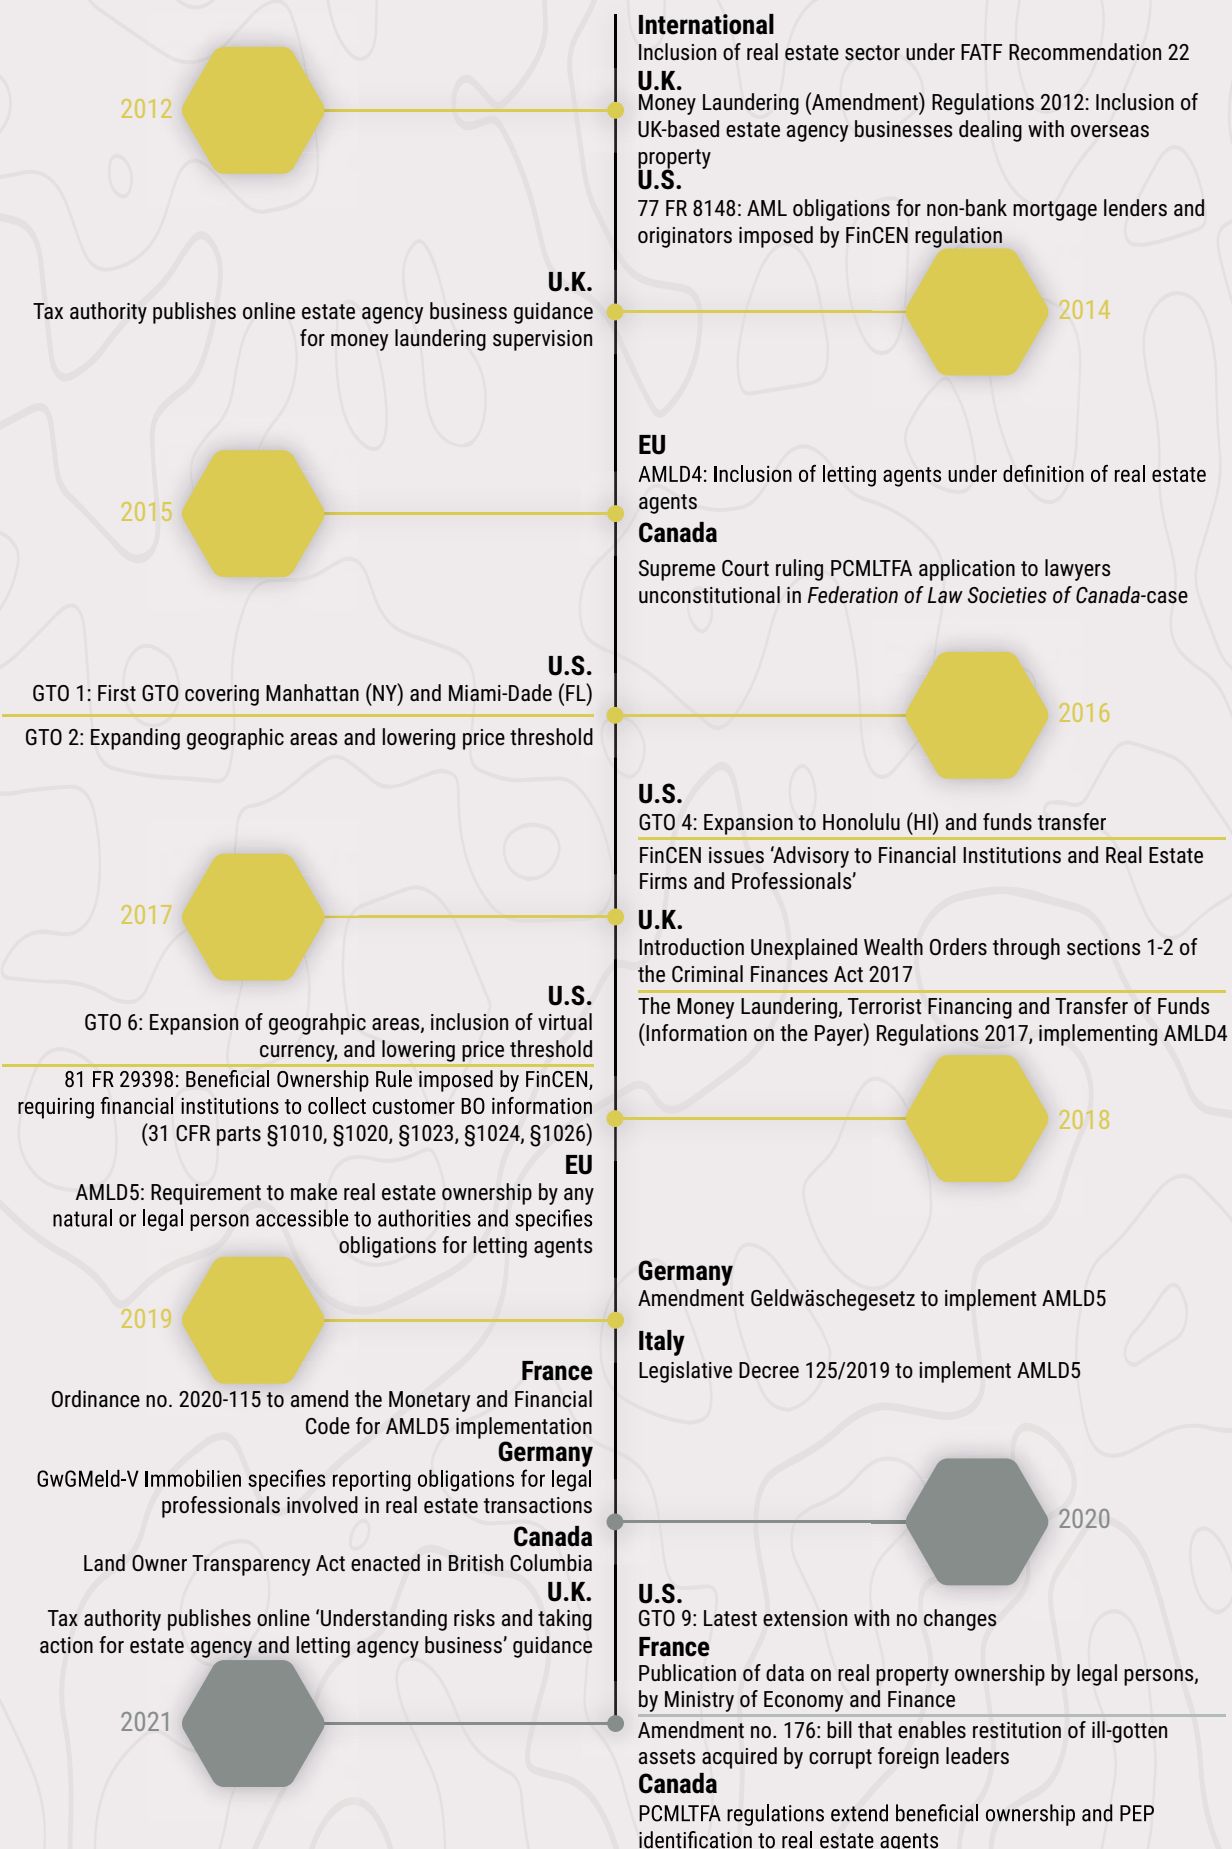 2012
International
Inclusion of real estate sector under FATF Recommendation 22
U.K.
Money Laundering (Amendment) Regulations 2012: Inclusion of
UK-based estate agency businesses dealing with overseas
property
U.S.
77 FR 8148: AML obligations for non-bank mortgage lenders and
originators imposed by FinCEN regulation
2014
U.K.
Tax authority publishes online estate agency business guidance
for money laundering supervision
2015
EU
AMLD4: Inclusion of letting agents under definition of real estate
agents
Canada
Supreme Court ruling PCMLTFA application to lawyers
unconstitutional in Federation of Law Societies of Canada-case
2016
U.S.
GTO 1: First GTO covering Manhattan (NY) and Miami-Dade (FL)
GTO 2: Expanding geographic areas and lowering price threshold
2017
U.S.
GTO 4: Expansion to Honolulu (HI) and funds transfer
FinCEN issues ‘Advisory to Financial Institutions and Real Estate
Firms and Professionals’
U.K.
Introduction Unexplained Wealth Orders through sections 1-2 of
the Criminal Finances Act 2017
The Money Laundering, Terrorist Financing and Transfer of Funds
(Information on the Payer) Regulations 2017, implementing AMLD4
2018
U.S.
GTO 6: Expansion of geograhpic areas, inclusion of virtual
currency, and lowering price threshold
81 FR 29398: Beneficial Ownership Rule imposed by FinCEN,
requiring financial institutions to collect customer BO information
(31 CFR parts §1010, §1020, §1023, §1024, §1026)
EU
AMLD5: Requirement to make real estate ownership by any
natural or legal person accessible to authorities and specifies
obligations for letting agents
2019
Germany
Amendment Geldwäschegesetz to implement AMLD5
Italy
Legislative Decree 125/2019 to implement AMLD5
2020
France
Ordinance no. 2020-115 to amend the Monetary and Financial
Code for AMLD5 implementation
Germany
GwGMeld-V Immobilien specifies reporting obligations for legal
professionals involved in real estate transactions
Canada
Land Owner Transparency Act enacted in British Columbia
U.K.
Tax authority publishes online ‘Understanding risks and taking
action for estate agency and letting agency business’ guidance
2021
U.S.
GTO 9: Latest extension with no changes
France
Publication of data on real property ownership by legal persons,
by Ministry of Economy and Finance
Amendment no. 176: bill that enables restitution of ill-gotten
assets acquired by corrupt foreign leaders
Canada
PCMLTFA regulations extend beneficial ownership and PEP
identification to real estate agents